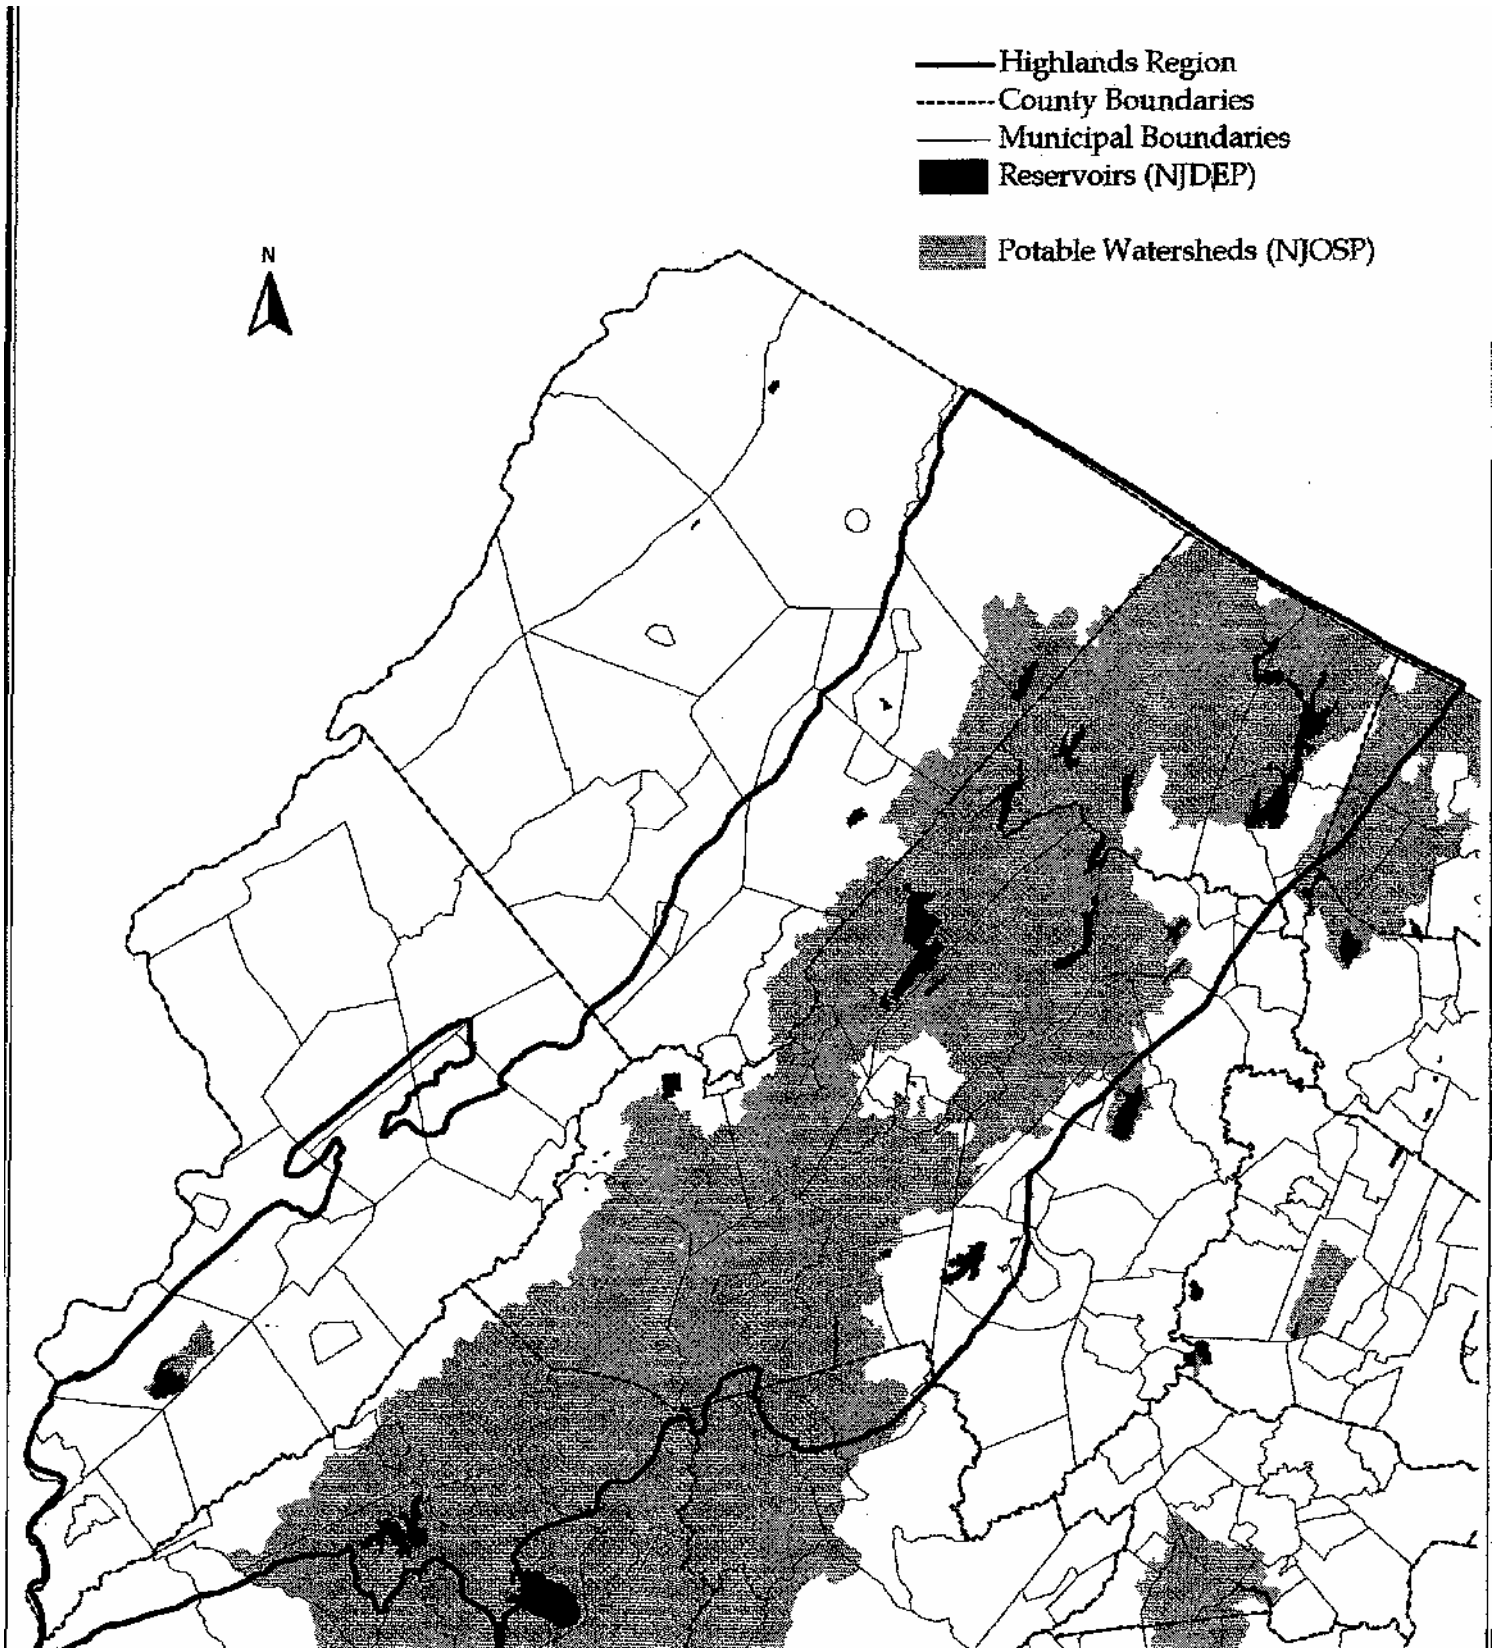 Highlands Region
County Boundaries
Municipal Boundaries
Reservoirs (NJDEP)
Potable Watersheds (NJOSP)
N